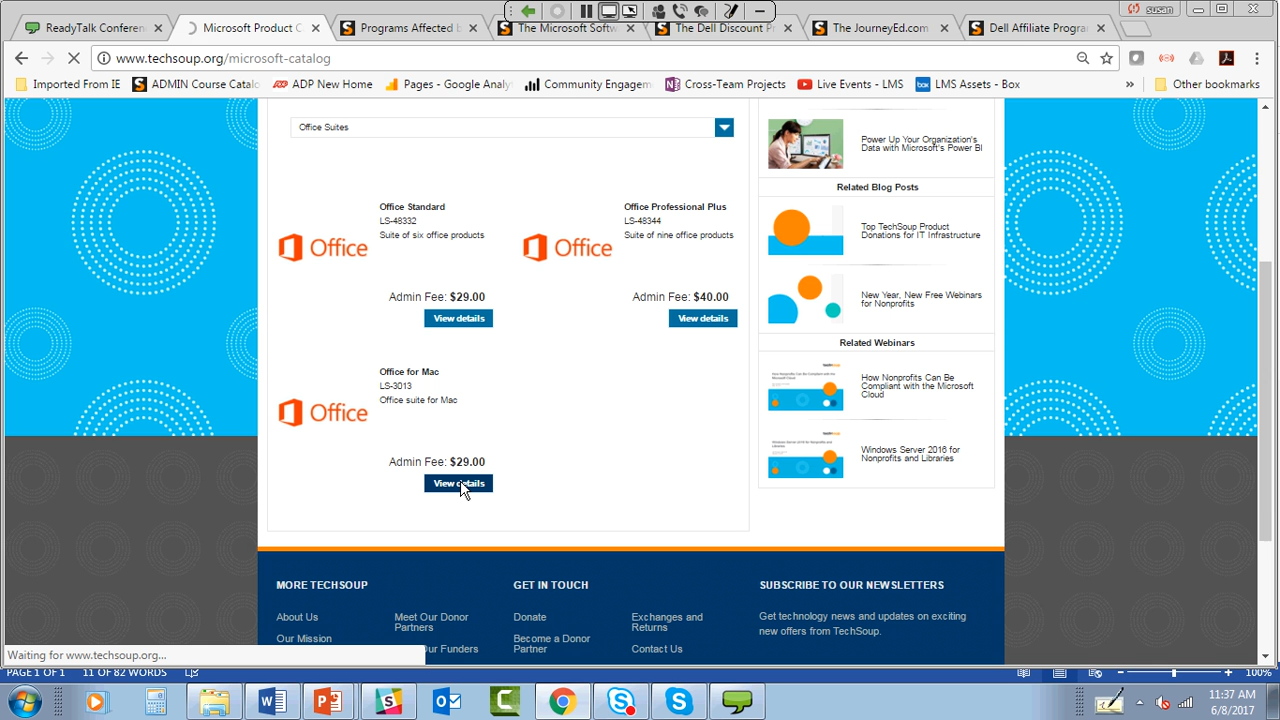 susan
ReadyTalk Conferen
Microsoft Product C
Programs Affected b
The Microsoft Softw
The Dell Discount Pr
The JourneyEd.com
Dell Affiliate Progra
www.techsoup.org/microsoft-catalog
Imported From IE
ADMIN Course Catalo
ADP New Home
Pages - Google Analy
Community Engagem
Cross-Team Projects
Live Events - LMS
LMS Assets - Box
»
Other bookmarks
Office Suites
Office Standard
LS-48332
Suite of six office products
Office
Admin Fee: $29.00
View details
Office Professional Plus
LS-48344
Suite of nine office products
Office
Admin Fee: $40.00
View details
Office for Mac
LS-3013
Office suite for Mac
Office
Admin Fee: $29.00
View details
Power Up Your Organization's
Data with Microsoft's Power BI
Related Blog Posts
Top TechSoup Product
Donations for IT Infrastructure
New Year, New Free Webinars
for Nonprofits
Related Webinars
How Nonprofits Can Be
Compliant with the Microsoft
Cloud
Windows Server 2016 for
Nonprofits and Libraries
MORE TECHSOUP
About Us
Our Mission
Meet Our Donor
Partners
Our Funders
GET IN TOUCH
Donate
Become a Donor
Partner
Exchanges and
Returns
Contact Us
SUBSCRIBE TO OUR NEWSLETTERS
Get technology news and updates on exciting
new offers from TechSoup.
Waiting for www.techsoup.org...
PAGE 1 OF 1
11 OF 82 WORDS
100%
11:37 AM
6/8/2017